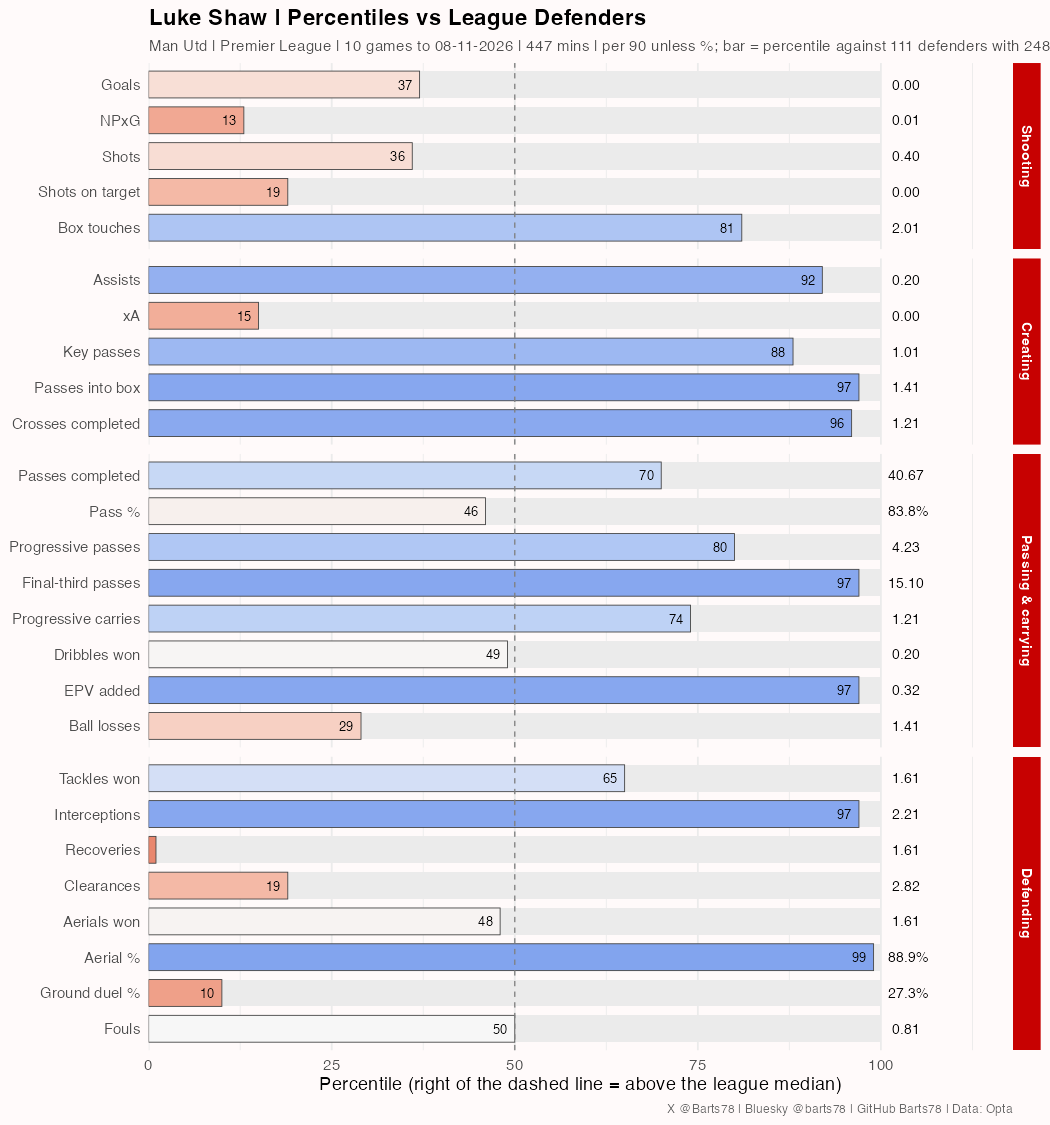 Luke Shaw | Percentiles vs League Defenders
Man Utd | Premier League | 10 games to 08-11-2026 | 447 mins | per 90 unless %; bar = percentile against 111 defenders with 248
Goals 37 0.00
NPxG 13 0.01
Shots 36 0.40
Shots on target 19 0.00
Box touches 81 2.01
Shooting
Assists 92 0.20
xA 15 0.00
Key passes 88 1.01
Passes into box 97 1.41
Crosses completed 96 1.21
Creating
Passes completed 70 40.67
Pass % 46 83.8%
Progressive passes 80 4.23
Final-third passes 97 15.10
Progressive carries 74 1.21
Dribbles won 49 0.20
EPV added 97 0.32
Ball losses 29 1.41
Passing & carrying
Tackles won 65 1.61
Interceptions 97 2.21
Recoveries 1.61
Clearances 19 2.82
Aerials won 48 1.61
Aerial % 99 88.9%
Ground duel % 10 27.3%
Fouls 50 0.81
Defending
0 25 50 75 100
Percentile (right of the dashed line = above the league median)
X @Barts78 | Bluesky @barts78 | GitHub Barts78 | Data: Opta